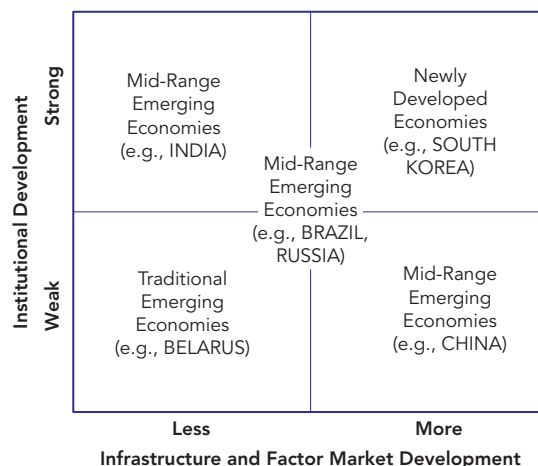 Institutional Development
Strong
Weak
Mid-Range
Emerging
Economies
(e.g., INDIA)
Newly
Developed
Economies
(e.g., SOUTH
KOREA)
Mid-Range
Emerging
Economies
(e.g., BRAZIL,
RUSSIA)
Traditional
Emerging
Economies
(e.g., BELARUS)
Mid-Range
Emerging
Economies
(e.g., CHINA)
Less
More
Infrastructure and Factor Market Development